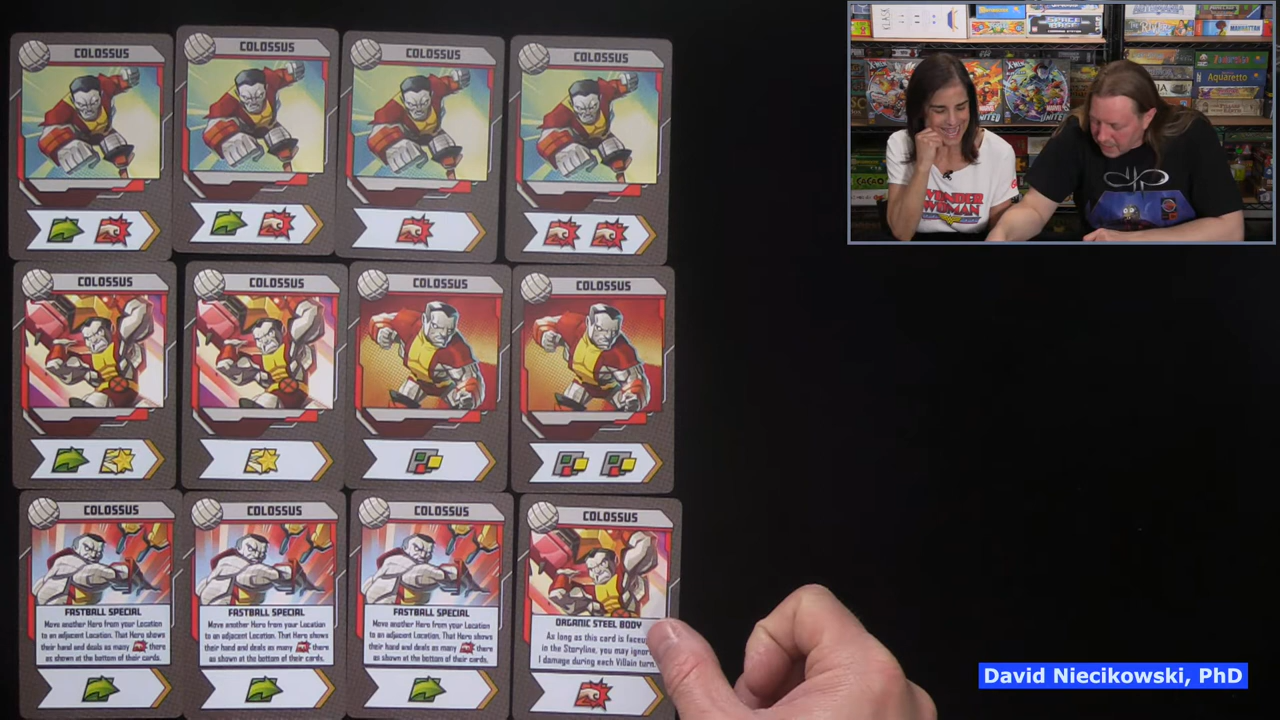 COLOSSUS
COLOSSUS
COLOSSUS
COLOSSUS
COLOSSUS
COLOSSUS
COLOSSUS
COLOSSUS
COLOSSUS
FASTBALL SPECIAL
Move another Hero from your Location
to an adjacent Location. That Hero shows
their hand and deals as many there
as shown at the bottom of their cards.
COLOSSUS
FASTBALL SPECIAL
Move another Hero from your Location
to an adjacent Location. That Hero shows
their hand and deals as many there
as shown at the bottom of their cards.
COLOSSUS
FASTBALL SPECIAL
Move another Hero from your Location
to an adjacent Location. That Hero shows
their hand and deals as many there
as shown at the bottom of their cards.
COLOSSUS
ORGANIC STEEL BODY
As long as this card is
in the Storyline, you may
1 damage during each Villain turn.
MANHATTAN
Aquaretto
CACAO
UNITED
WONDER
WOMAN
David Niecikowski, PhD